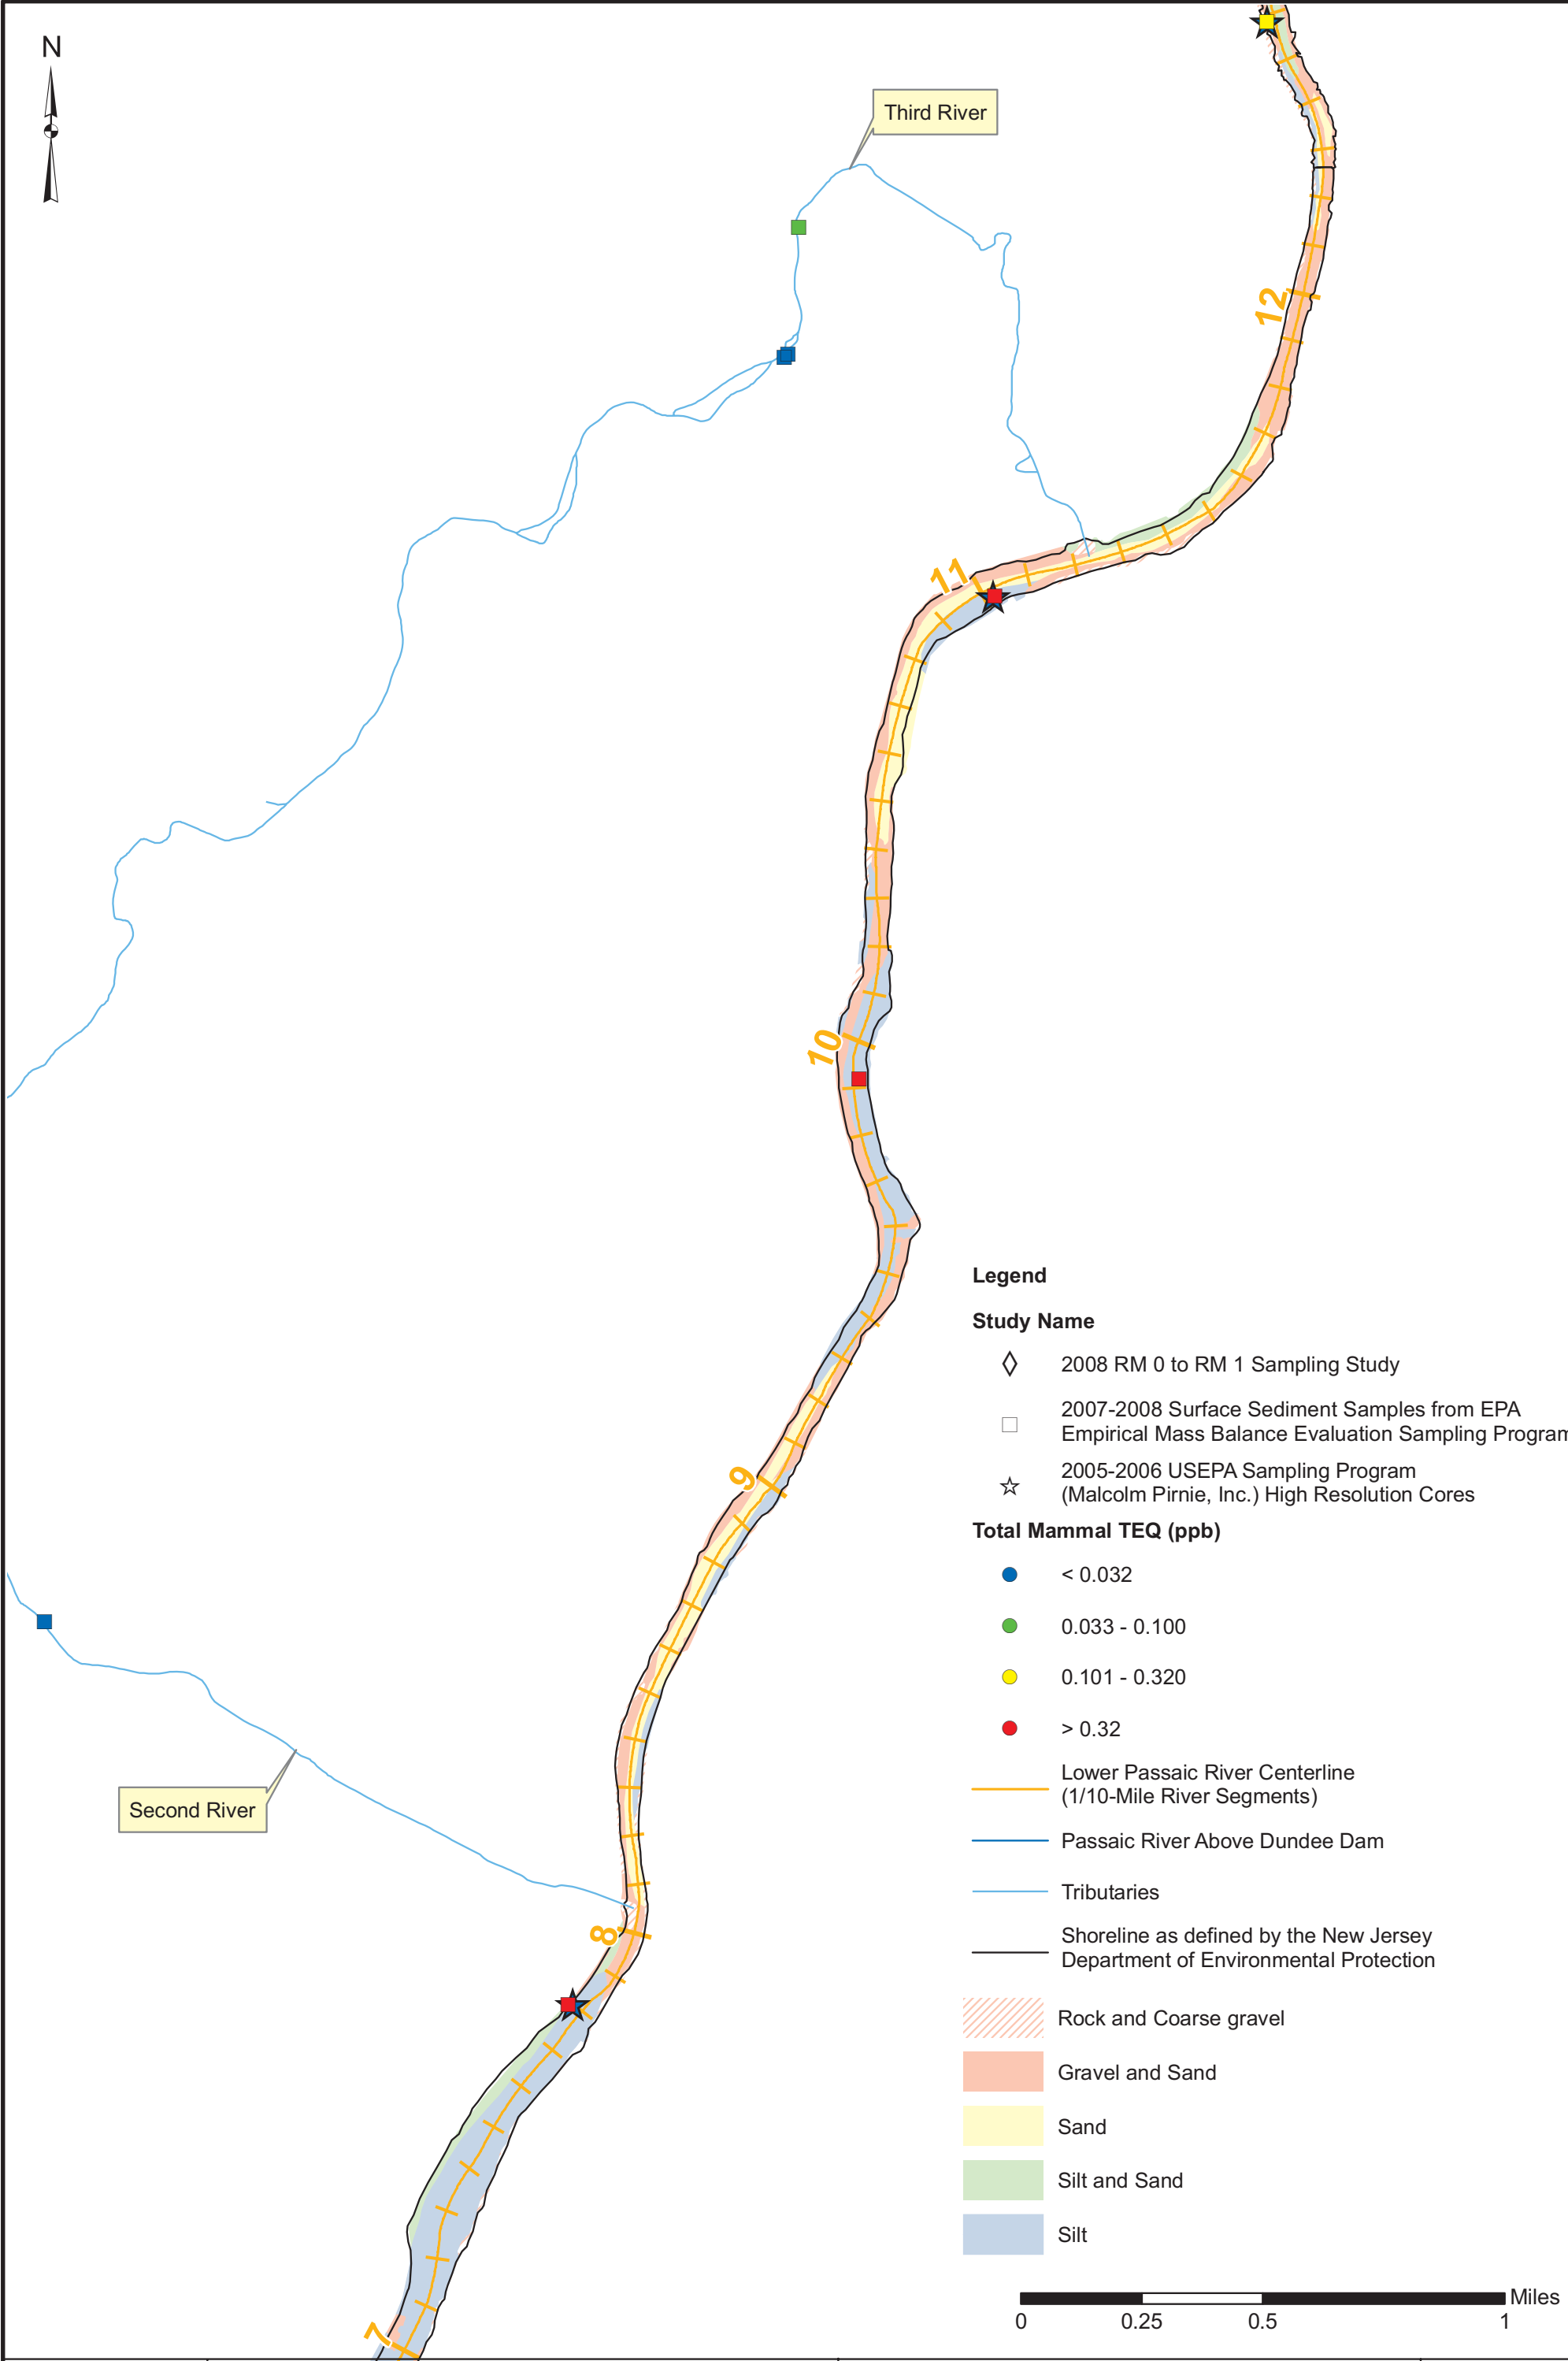 N
Third River
12
11
10
9
8
7
Second River
Legend
Study Name
2008 RM 0 to RM 1 Sampling Study
2007-2008 Surface Sediment Samples from EPA
Empirical Mass Balance Evaluation Sampling Program
2005-2006 USEPA Sampling Program
(Malcolm Pirnie, Inc.) High Resolution Cores
Total Mammal TEQ (ppb)
< 0.032
0.033 - 0.100
0.101 - 0.320
> 0.32
Lower Passaic River Centerline
(1/10-Mile River Segments)
Passaic River Above Dundee Dam
Tributaries
Shoreline as defined by the New Jersey
Department of Environmental Protection
Rock and Coarse gravel
Gravel and Sand
Sand
Silt and Sand
Silt
Miles
0 0.25 0.5 1